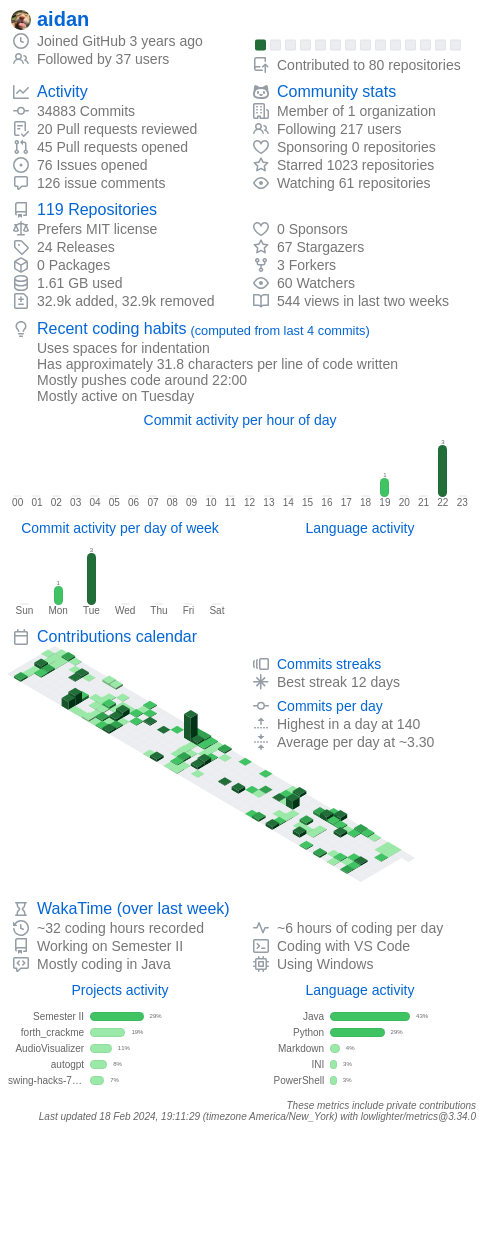 aidan
Joined GitHub 3 years ago
Followed by 37 users
Contributed to 80 repositories
Activity
34883 Commits
20 Pull requests reviewed
45 Pull requests opened
76 Issues opened
126 issue comments
Community stats
Member of 1 organization
Following 217 users
Sponsoring 0 repositories
Starred 1023 repositories
Watching 61 repositories
119 Repositories
Prefers MIT license
24 Releases
0 Packages
1.61 GB used
32.9k added, 32.9k removed
0 Sponsors
67 Stargazers
3 Forkers
60 Watchers
544 views in last two weeks
Recent coding habits (computed from last 4 commits)
Uses spaces for indentation
Has approximately 31.8 characters per line of code written
Mostly pushes code around 22:00
Mostly active on Tuesday
Commit activity per hour of day
1 3
00 01 02 03 04 05 06 07 08 09 10 11 12 13 14 15 16 17 18 19 20 21 22 23
Commit activity per day of week
1 3
Sun Mon Tue Wed Thu Fri Sat
Language activity
Contributions calendar
Commits streaks
Best streak 12 days
Commits per day
Highest in a day at 140
Average per day at ~3.30
WakaTime (over last week)
~32 coding hours recorded
Working on Semester II
Mostly coding in Java
~6 hours of coding per day
Coding with VS Code
Using Windows
Projects activity
Semester II 29%
forth_crackme 19%
AudioVisualizer 11%
autogpt 8%
swing-hacks-7… 7%
Language activity
Java 43%
Python 29%
Markdown 4%
INI 3%
PowerShell 3%
These metrics include private contributions
Last updated 18 Feb 2024, 19:11:29 (timezone America/New_York) with lowlighter/metrics@3.34.0